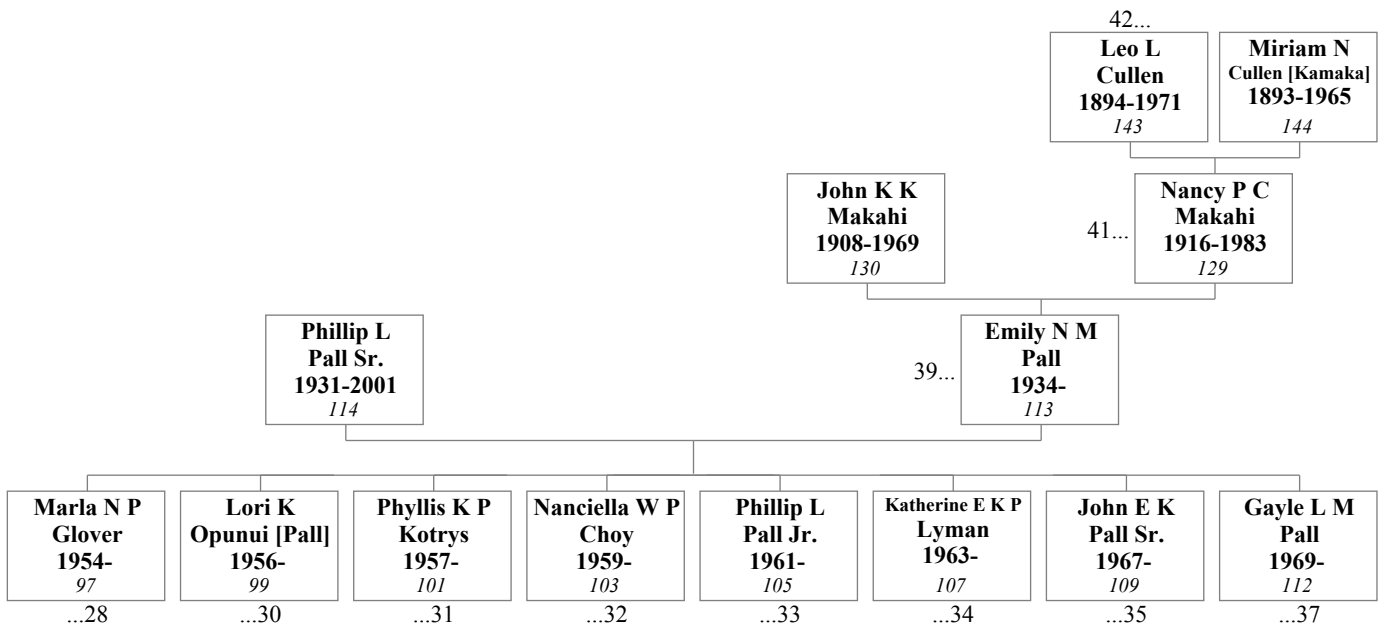 42...
Leo L
Cullen
1894-1971
143
Miriam N
Cullen [Kamaka]
1893-1965
144
John K K
Makahi
1908-1969
130
41...
Nancy P C
Makahi
1916-1983
129
Phillip L
Pall Sr.
1931-2001
114
39...
Emily N M
Pall
1934-
113
Marla N P
Glover
1954-
97
...28
Lori K
Opunui [Pall]
1956-
99
...30
Phyllis K P
Kotrys
1957-
101
...31
Nanciella W P
Choy
1959-
103
...32
Phillip L
Pall Jr.
1961-
105
...33
Katherine E K P
Lyman
1963-
107
...34
John E K
Pall Sr.
1967-
109
...35
Gayle L M
Pall
1969-
112
...37